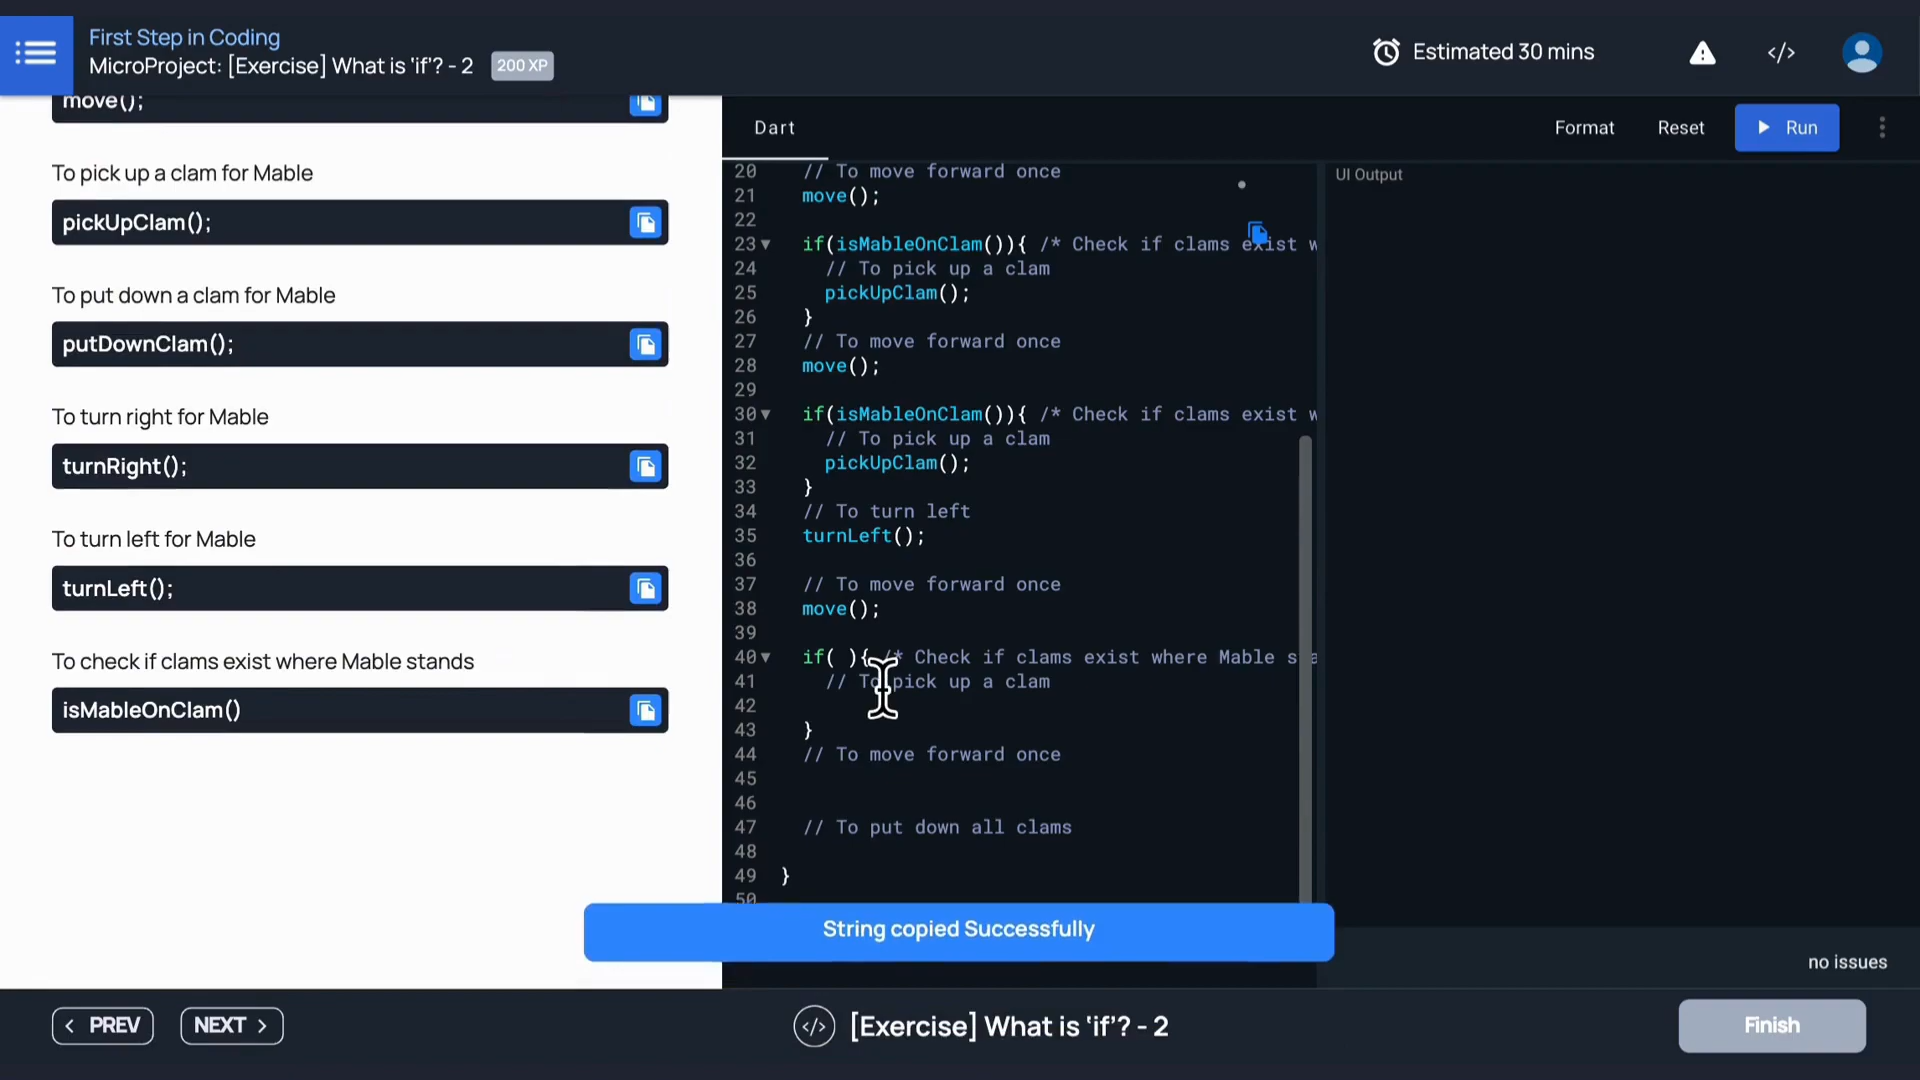 First Step in Coding
MicroProject: [Exercise] What is ‘if’? - 2
200 XP
Estimated 30 mins
</>
move();
To pick up a clam for Mable
pickUpClam();
To put down a clam for Mable
putDownClam();
To turn right for Mable
turnRight();
To turn left for Mable
turnLeft();
To check if clams exist where Mable stands
isMableOnClam()
Dart
Format
Reset
Run
20 // To move forward once
21 move();
22
23 if(isMableOnClam()){ /* Check if clams exist w
24 // To pick up a clam
25 pickUpClam();
26 }
27 // To move forward once
28 move();
29
30 if(isMableOnClam()){ /* Check if clams exist w
31 // To pick up a clam
32 pickUpClam();
33 }
34 // To turn left
35 turnLeft();
36
37 // To move forward once
38 move();
39
40 if( ){ /* Check if clams exist where Mable sta
41 // To pick up a clam
42
43 }
44 // To move forward once
45
46
47 // To put down all clams
48
49 }
50
UI Output
String copied Successfully
no issues
< PREV
NEXT >
</> [Exercise] What is ‘if’? - 2
Finish